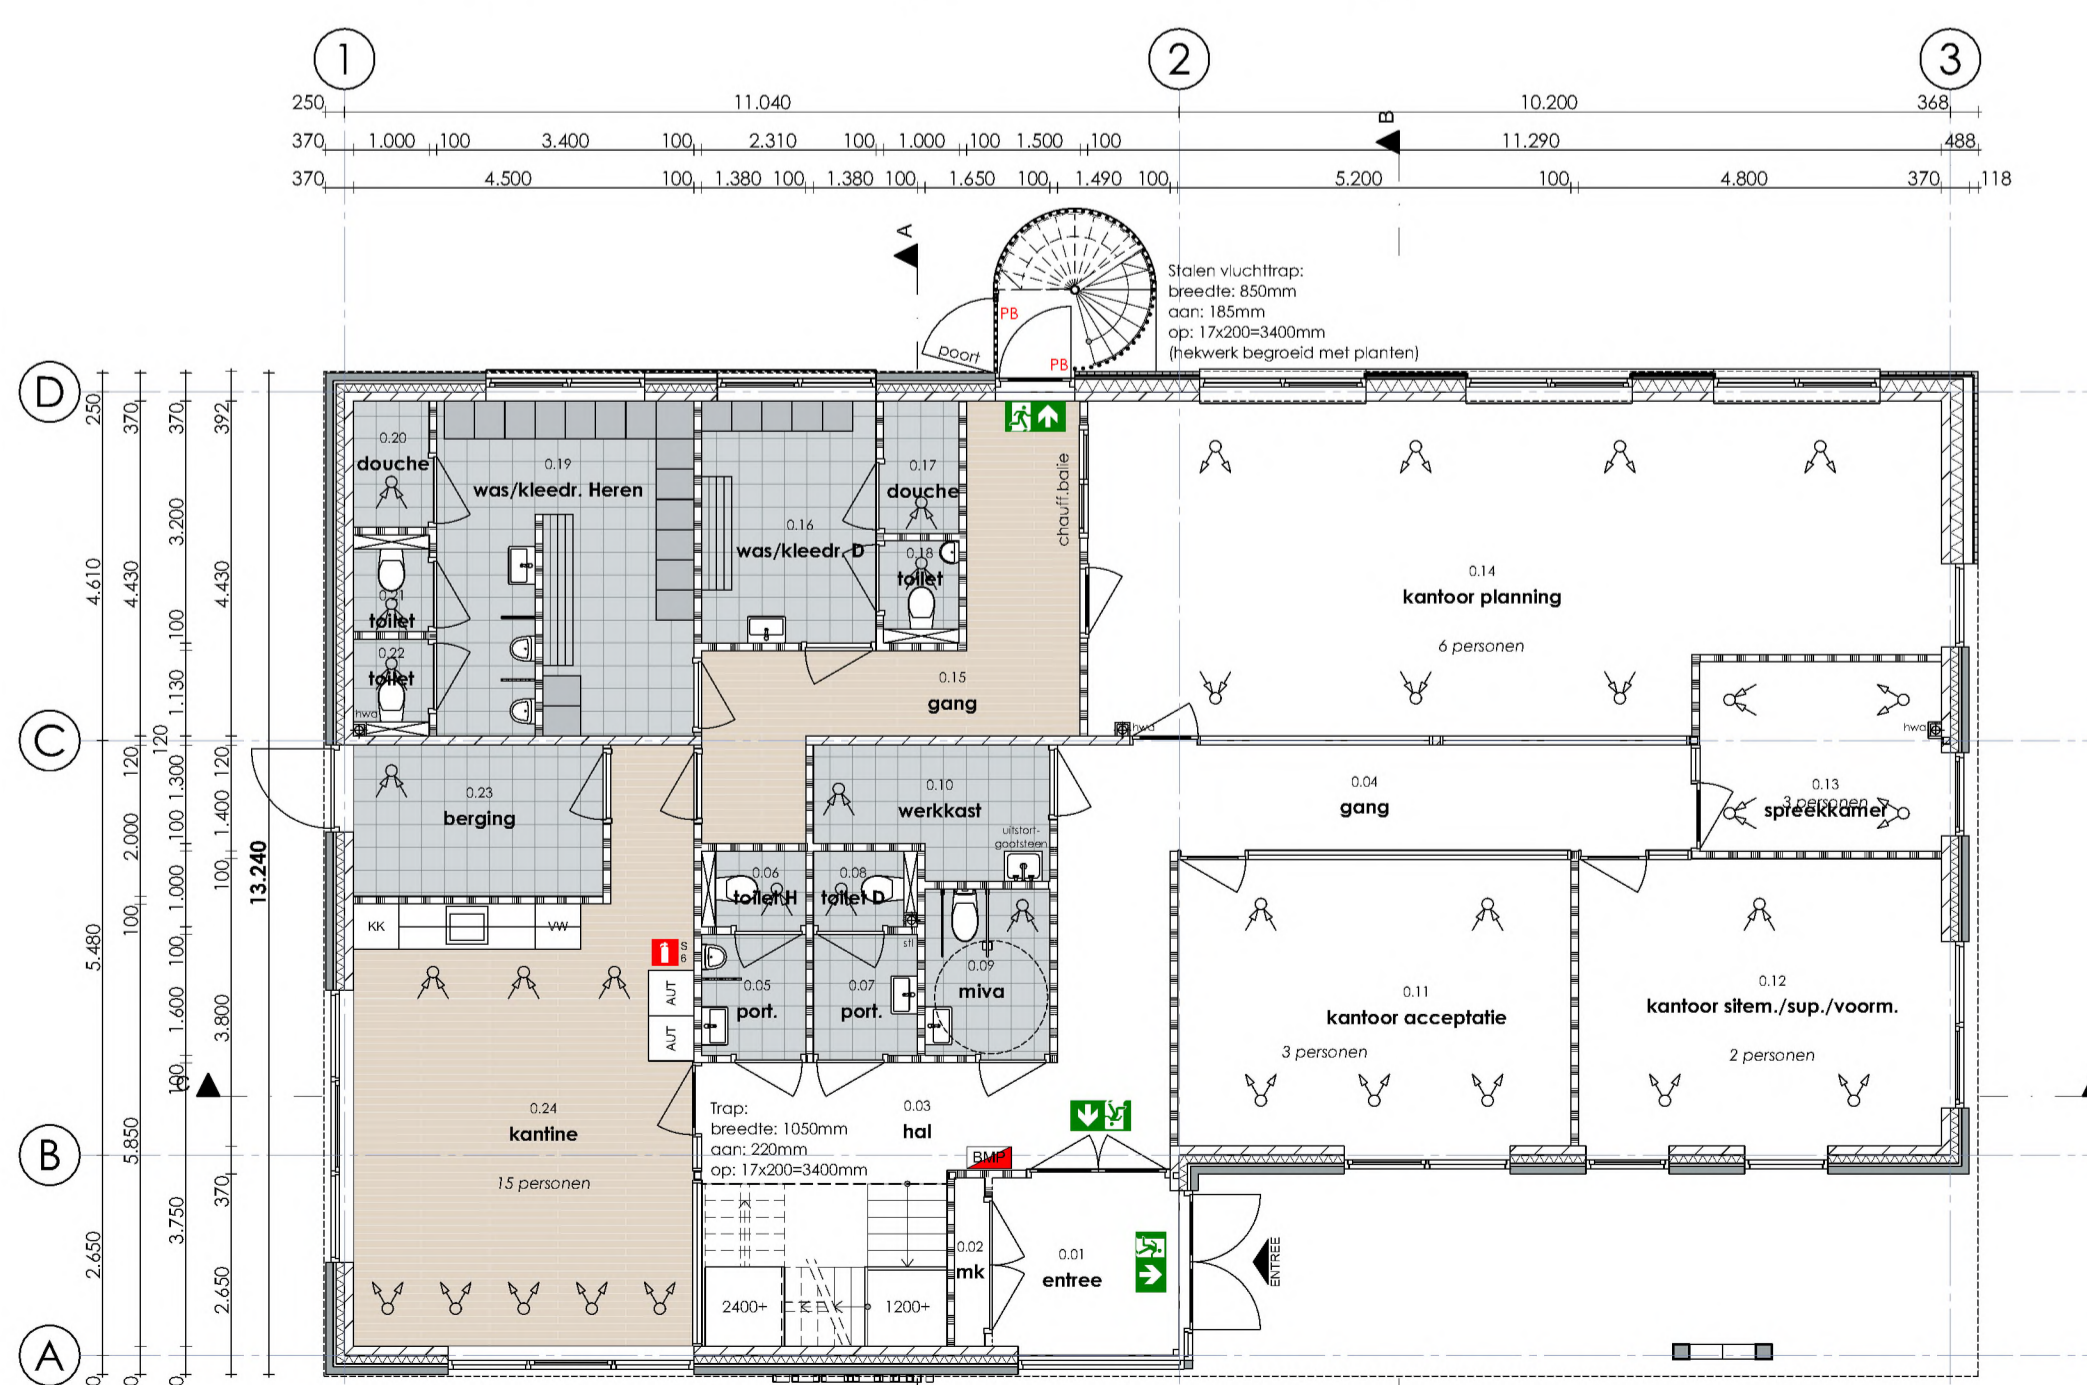 1
2
3
250 11.040 10.200 368
370 1.000 100 3.400 100 2.310 100 1.000 100 1.500 100 11.290 488
370 4.500 100 1.380 100 1.380 100 1.650 100 1.490 100 5.200 100 4.800 370 118
B
A
Stalen vluchttrap:
breedte: 850mm
aan: 185mm
op: 17x200=3400mm
(hekwerk begroeid met planten)
PB
PB
poort
D
C
B
A
250
4.610
5.480
2.650
370
4.430
120
2.000
100
5.850
370
3.200
100
1.130
120
1.300
100
1.000
100
1.600
100
3.750
392
4.430
120
1.400
100
3.800
370
2.650
13.240
0.20
douche
0.19
was/kleedr. Heren
0.21
toilet
0.22
toilet
hwa
0.16
was/kleedr. D
0.17
douche
0.18
toilet
chauff.balie
0.15
gang
0.14
kantoor planning
6 personen
hwa
hwa
0.13
3 personen
spreekkamer
0.04
gang
0.23
berging
0.10
werkkast
uitstort-
gootsteen
KK
VW
S
6
AUT
AUT
0.06
toilet H
0.08
toilet D
stl
0.05
port.
0.07
port.
0.09
miva
0.11
kantoor acceptatie
3 personen
0.12
kantoor sitem./sup./voorm.
2 personen
0.24
kantine
15 personen
Trap:
breedte: 1050mm
aan: 220mm
op: 17x200=3400mm
0.03
hal
BMP
0.02
mk
0.01
entree
ENTREE
2400+
1200+